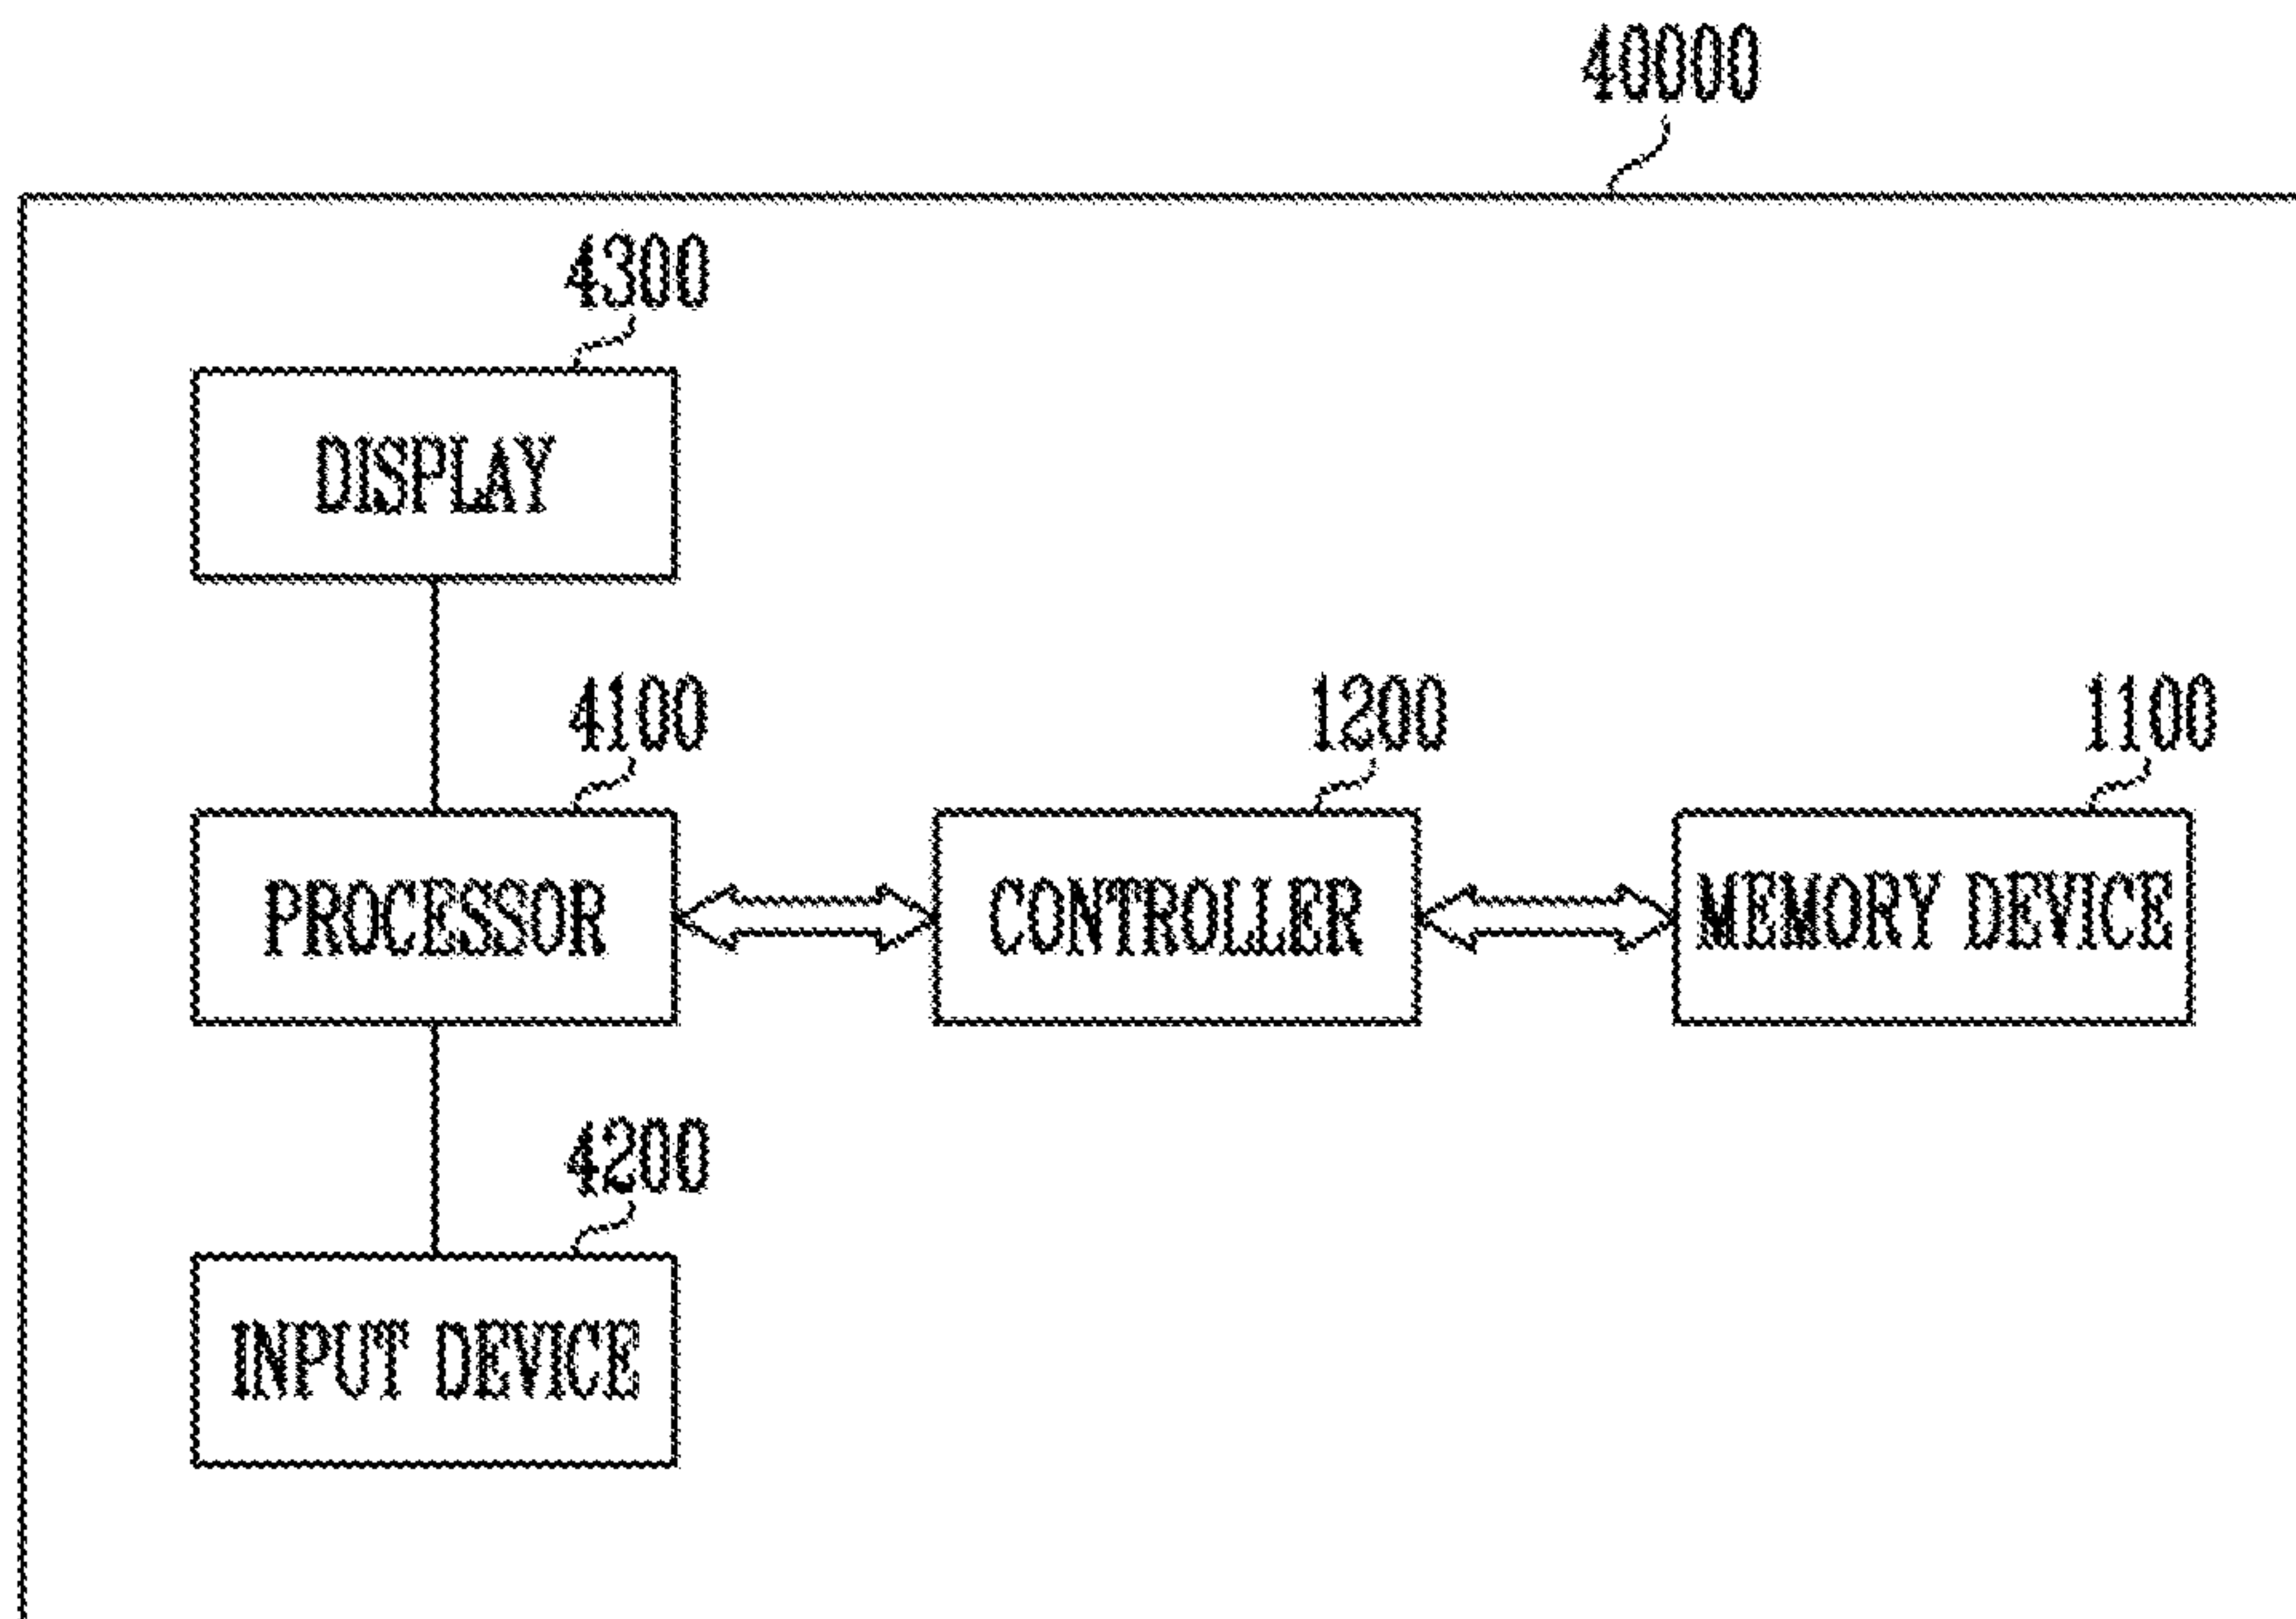 40000
4300
DISPLAY
4100
1200
1100
PROCESSOR
CONTROLLER
MEMORY DEVICE
4200
INPUT DEVICE